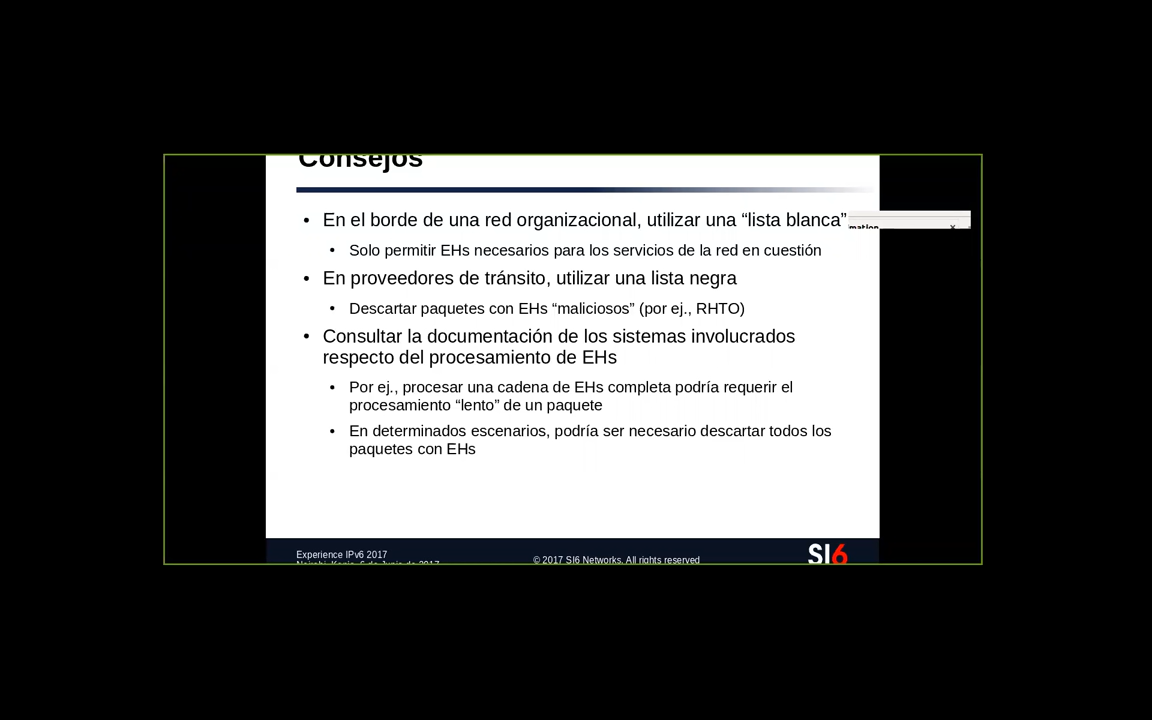 Consejos
• En el borde de una red organizacional, utilizar una “lista blanca”
• Solo permitir EHs necesarios para los servicios de la red en cuestión
• En proveedores de tránsito, utilizar una lista negra
• Descartar paquetes con EHs “maliciosos” (por ej., RHT0)
• Consultar la documentación de los sistemas involucrados
respecto del procesamiento de EHs
• Por ej., procesar una cadena de EHs completa podría requerir el
procesamiento “lento” de un paquete
• En determinados escenarios, podría ser necesario descartar todos los
paquetes con EHs
mation
Experience IPv6 2017
© 2017 SI6 Networks. All rights reserved
SI6